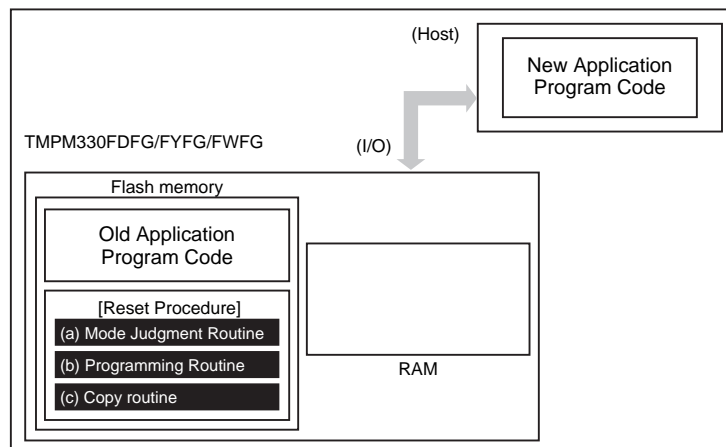 (Host)
New Application
Program Code
TMPM330FDFG/FYFG/FWFG
(I/O)
Flash memory
Old Application
Program Code
[Reset Procedure]
(a) Mode Judgment Routine
(b) Programming Routine
(c) Copy routine
RAM